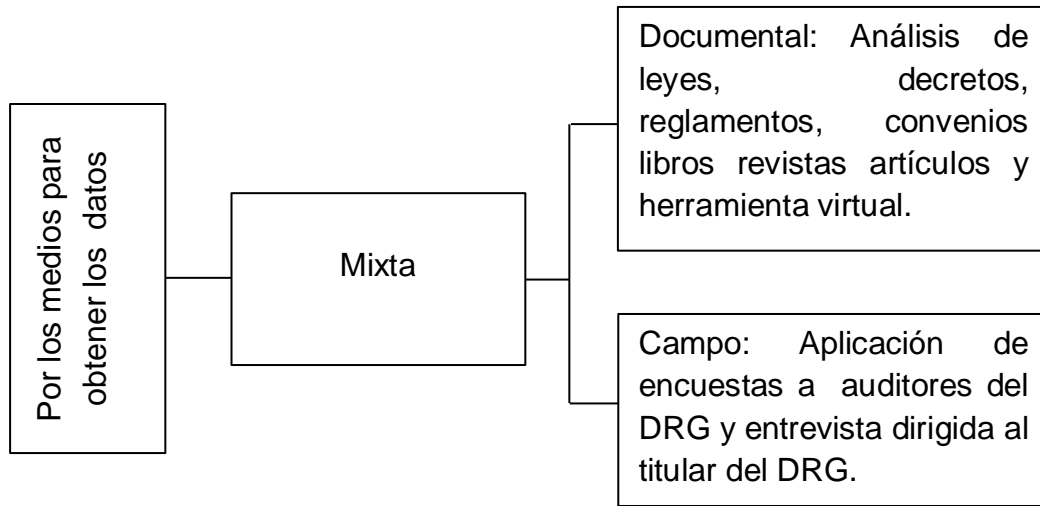 Por los medios para
obtener los datos
Mixta
Documental: Análisis de
leyes, decretos,
reglamentos, convenios
libros revistas artículos y
herramienta virtual.
Campo: Aplicación de
encuestas a auditores del
DRG y entrevista dirigida al
titular del DRG.